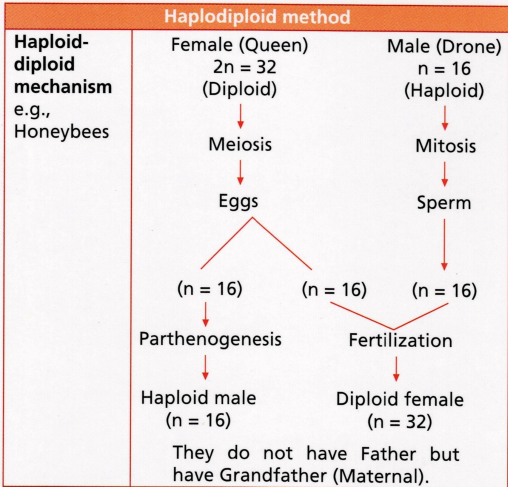 Haplodiploid method
Haploid-
diploid
mechanism
e.g.,
Honeybees
Female (Queen)
2n = 32
(Diploid)
Male (Drone)
n = 16
(Haploid)
Meiosis
Mitosis
Eggs
Sperm
(n = 16)
(n = 16)
(n = 16)
Parthenogenesis
Fertilization
Haploid male
(n = 16)
Diploid female
(n = 32)
They do not have Father but
have Grandfather (Maternal).